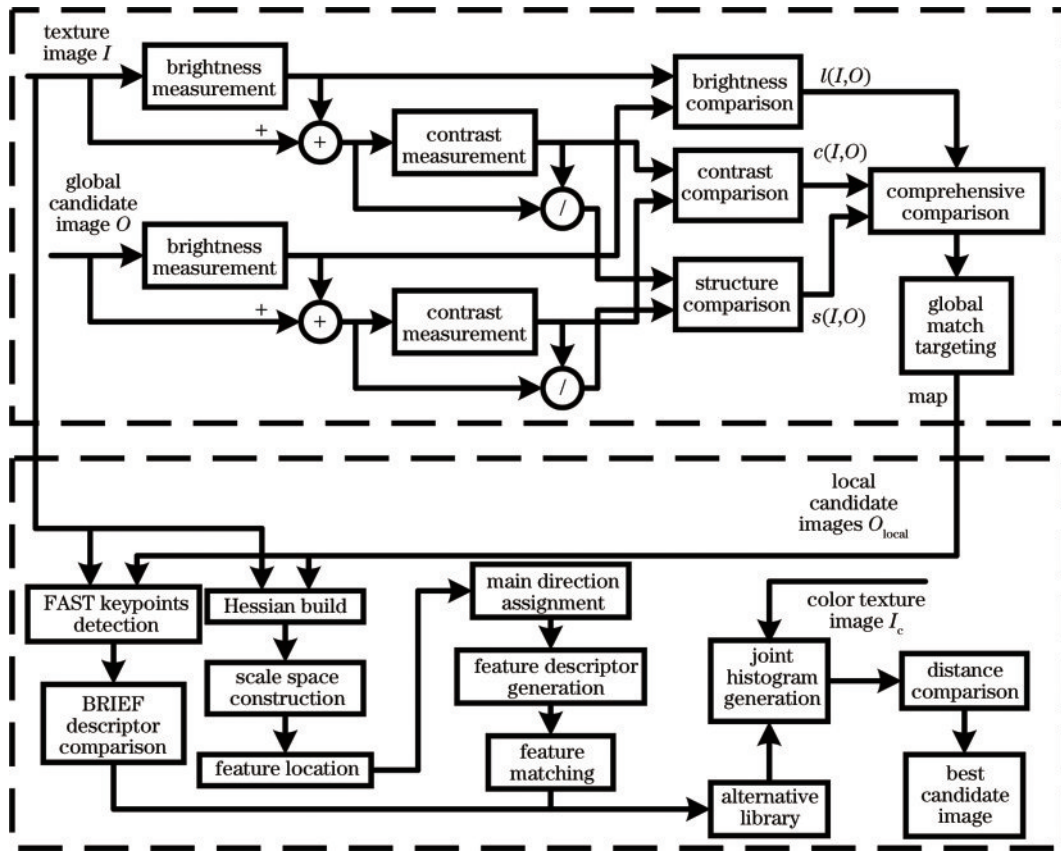 texture
image I
brightness
measurement
+
+
contrast
measurement
/
brightness
comparison
l(I,O)
contrast
comparison
c(I,O)
comprehensive
comparison
global
candidate
image O
brightness
measurement
+
+
contrast
measurement
/
structure
comparison
s(I,O)
global
match
targeting
map
local
candidate
images O_local
FAST keypoints
detection
BRIEF
descriptor
comparison
Hessian build
scale space
construction
feature location
main direction
assignment
feature descriptor
generation
feature
matching
color texture
image I_c
joint
histogram
generation
alternative
library
distance
comparison
best
candidate
image